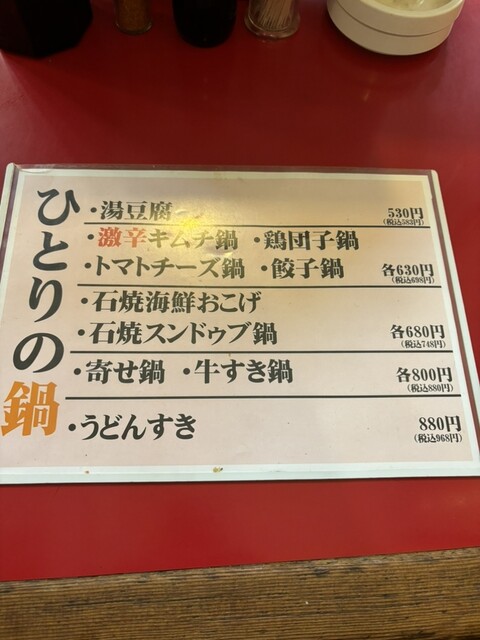 ひとりの鍋
・湯豆腐 530円
(税込583円)
・激辛キムチ鍋 ・鶏団子鍋
・トマトチーズ鍋 ・餃子鍋 各630円
(税込698円)
・石焼海鮮おこげ
・石焼スンドゥブ鍋 各680円
(税込748円)
・寄せ鍋 ・牛すき鍋 各800円
(税込880円)
・うどんすき 880円
(税込968円)